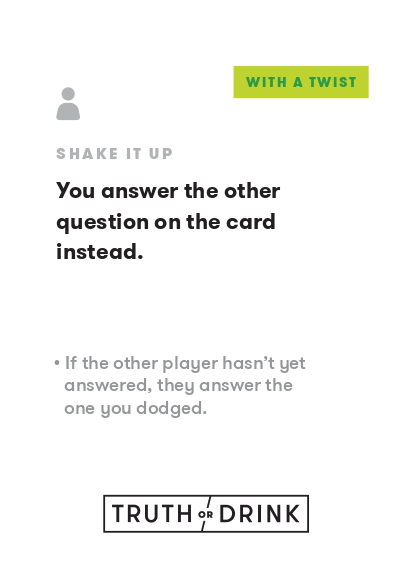 WITH A TWIST
SHAKE IT UP
You answer the other
question on the card
instead.
• If the other player hasn’t yet
answered, they answer the
one you dodged.
TRUTH OR DRINK